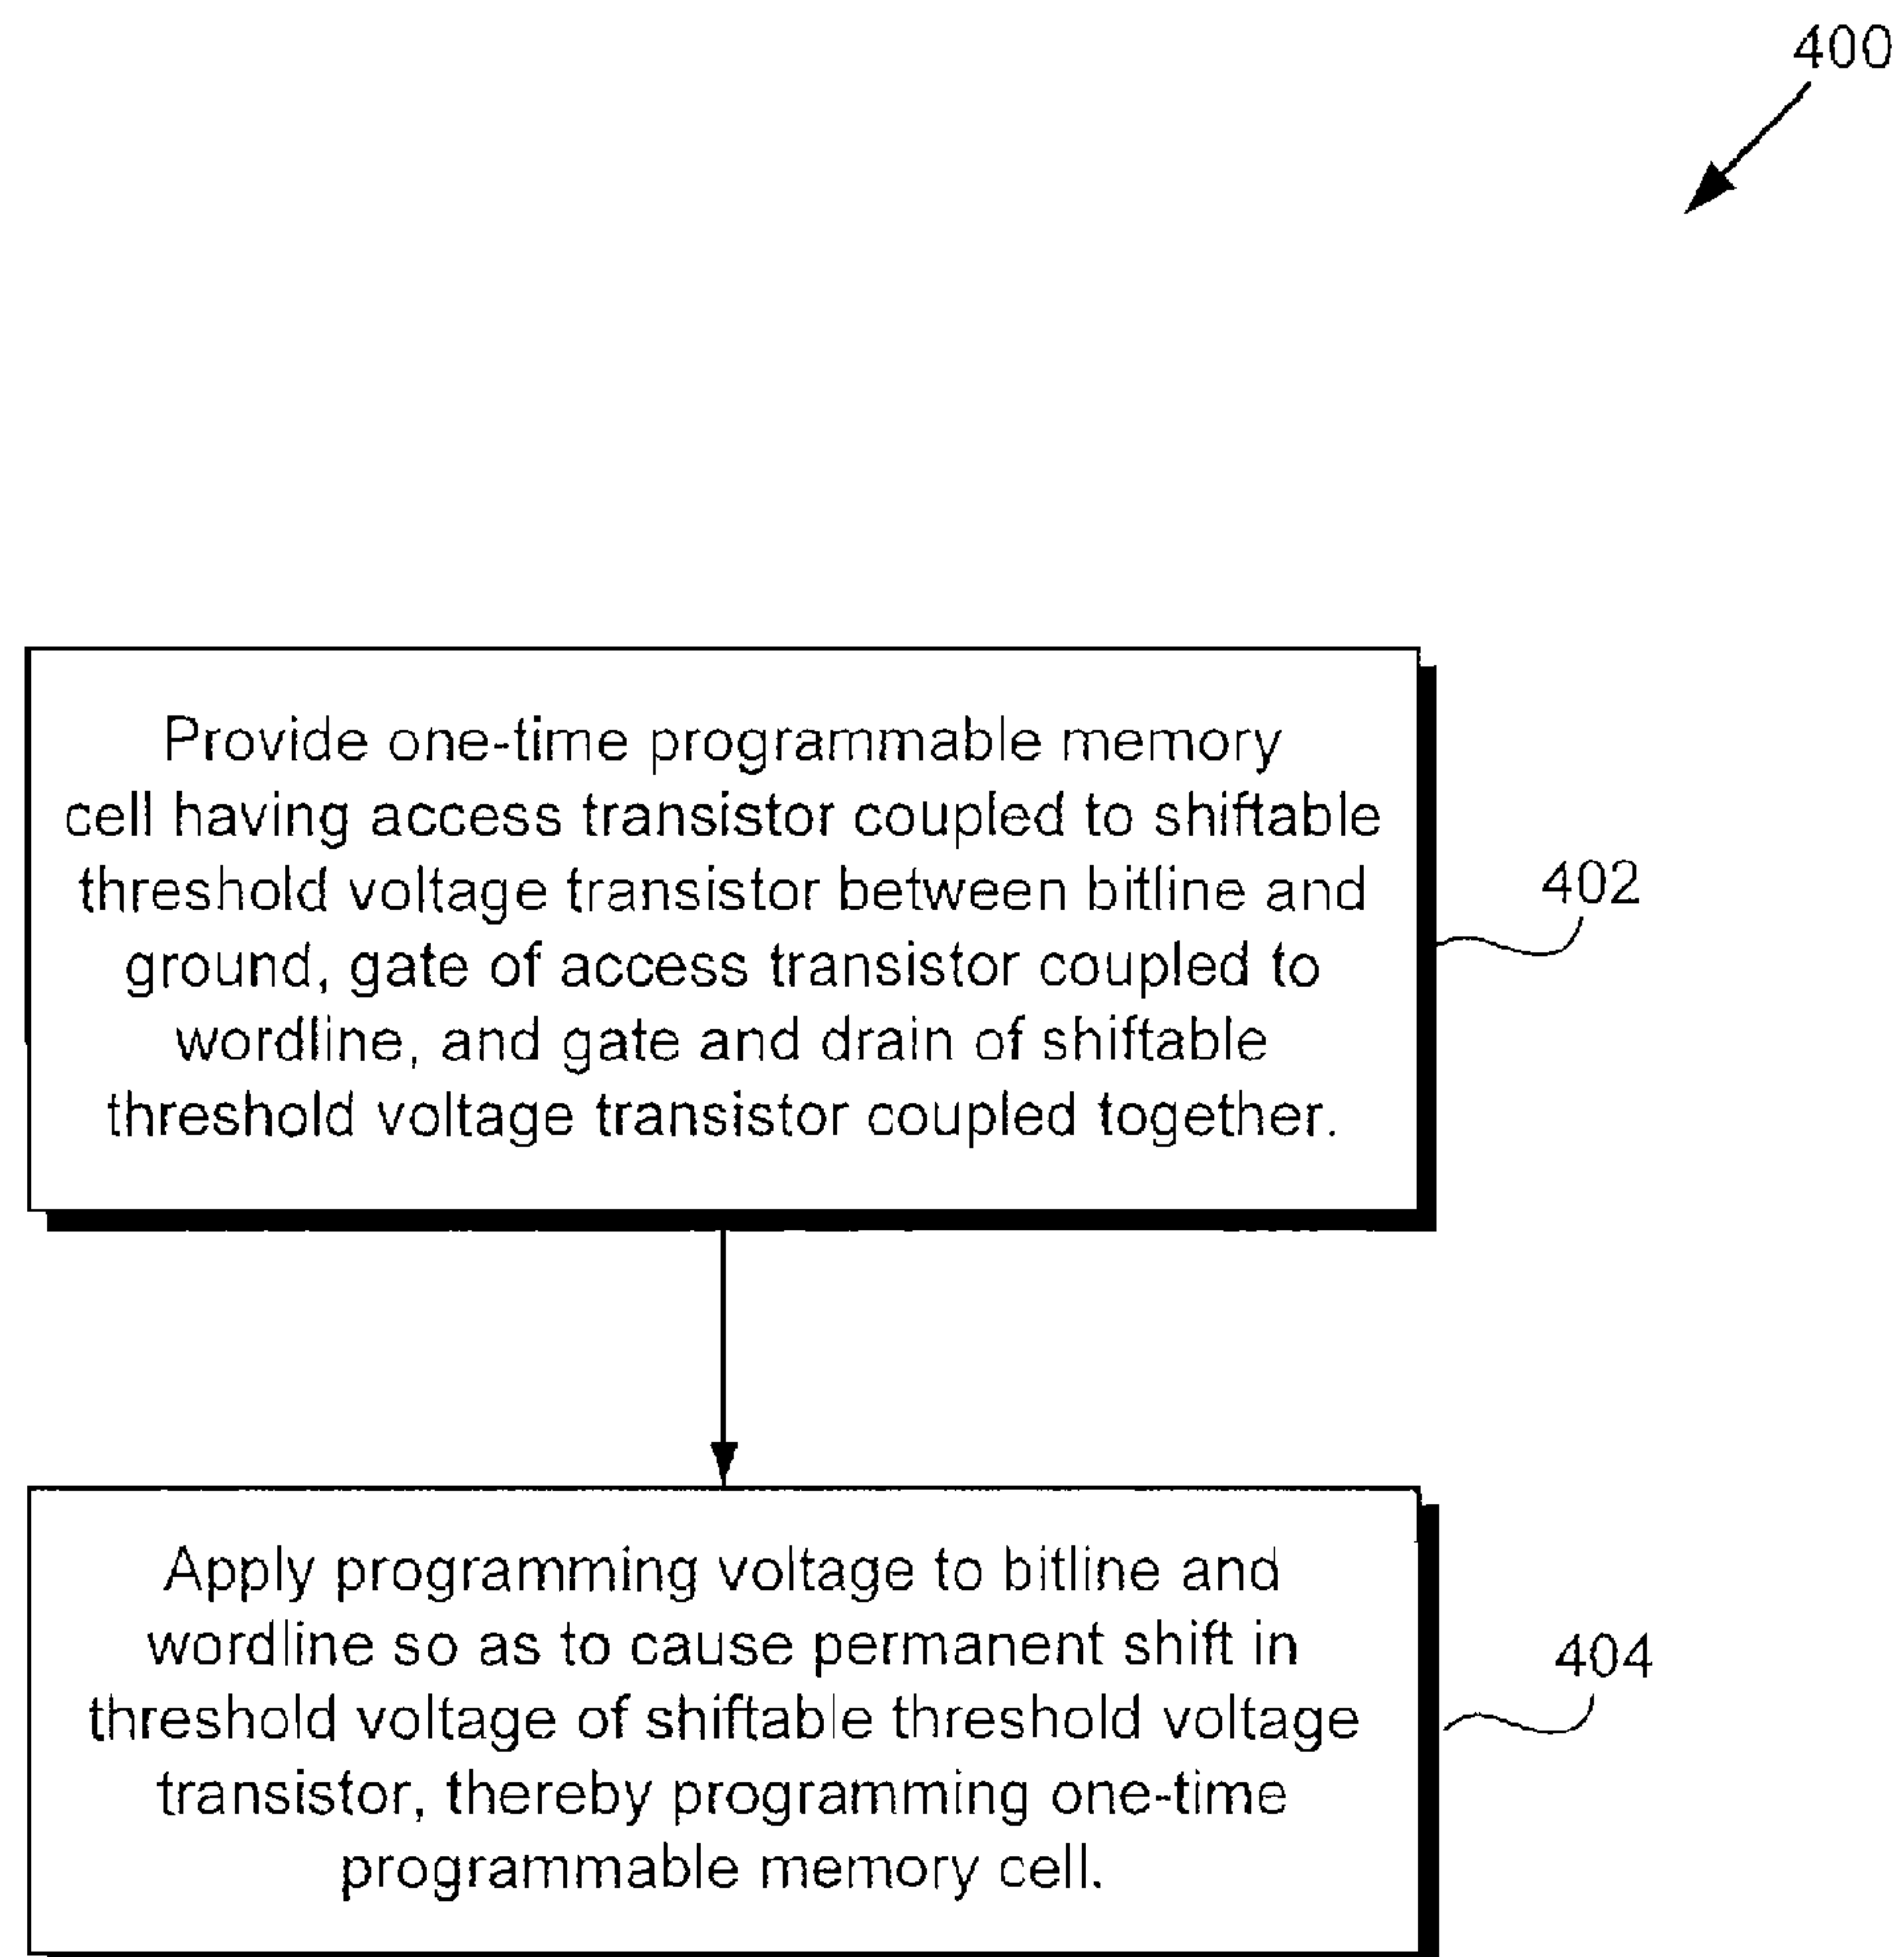 400
Provide one-time programmable memory
cell having access transistor coupled to shiftable
threshold voltage transistor between bitline and
ground, gate of access transistor coupled to
wordline, and gate and drain of shiftable
threshold voltage transistor coupled together.
402
Apply programming voltage to bitline and
wordline so as to cause permanent shift in
threshold voltage of shiftable threshold voltage
transistor, thereby programming one-time
programmable memory cell.
404